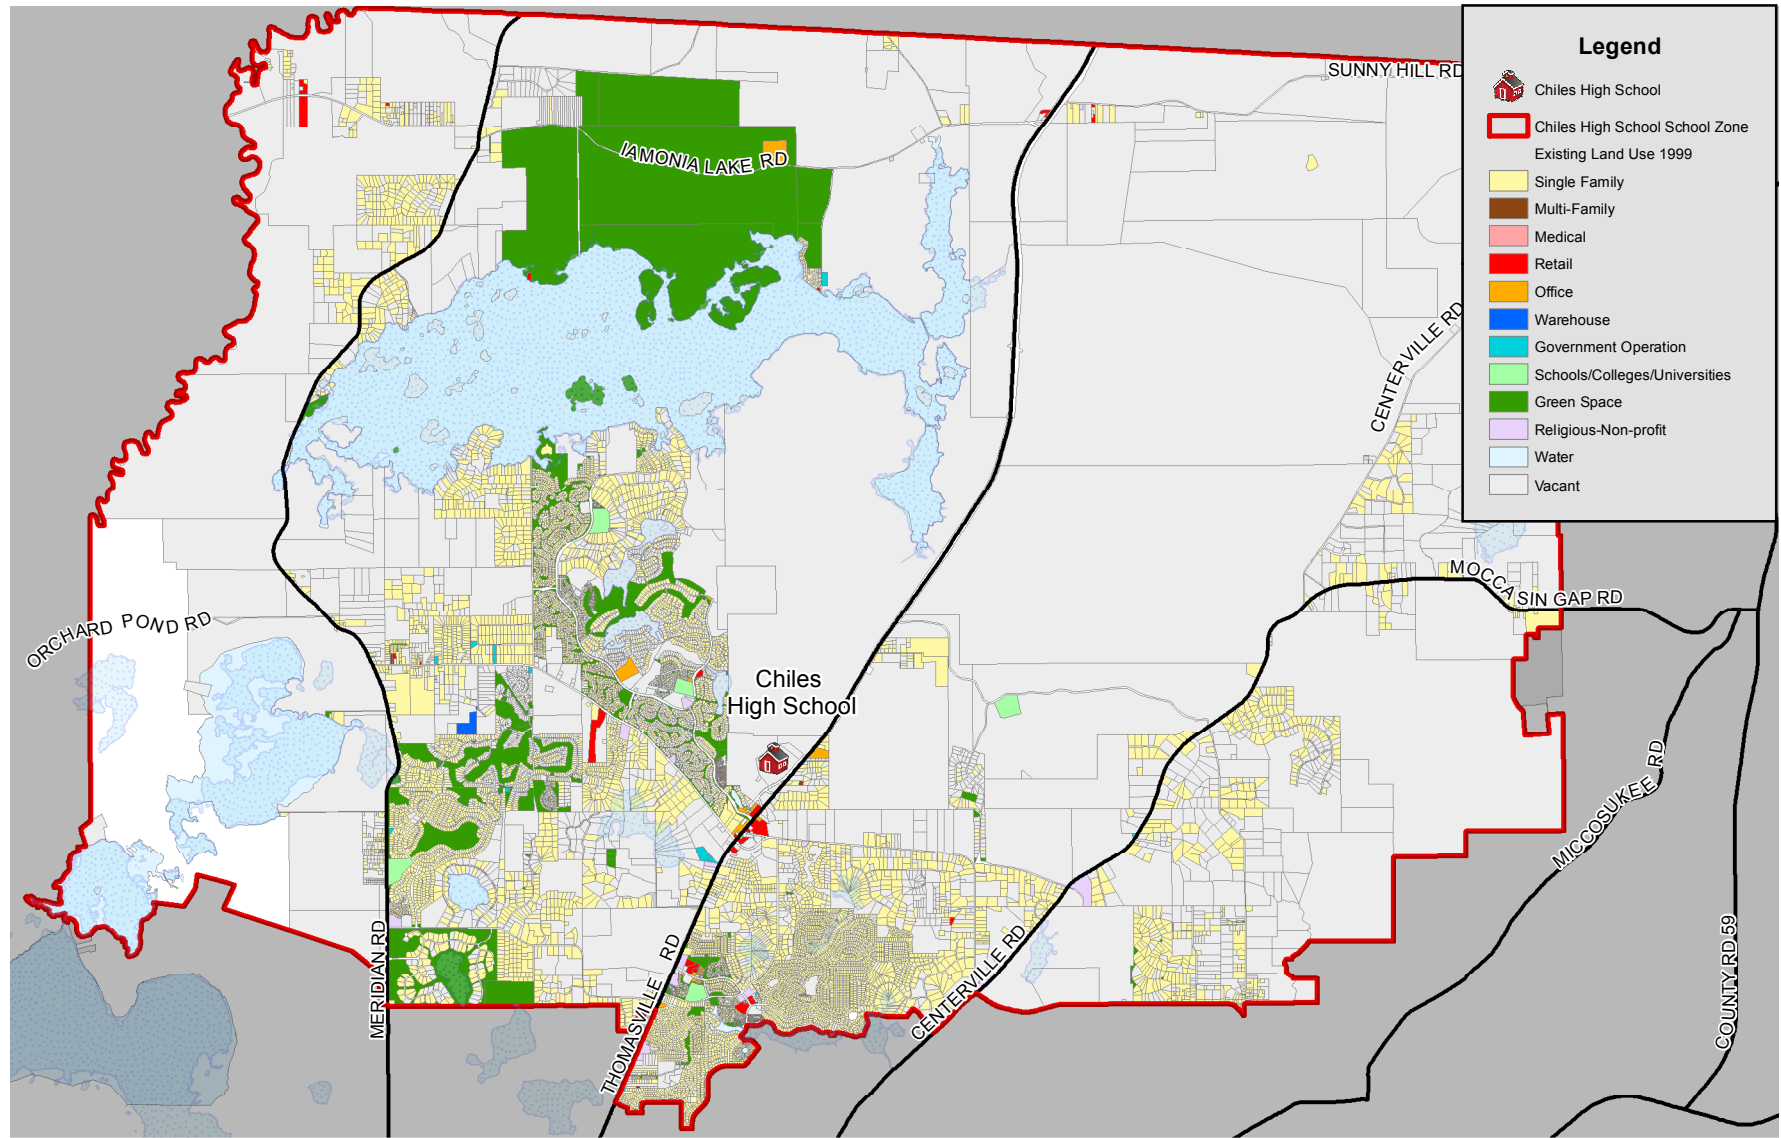 Legend
Chiles High School
Chiles High School School Zone
Existing Land Use 1999
Single Family
Multi-Family
Medical
Retail
Office
Warehouse
Government Operation
Schools/Colleges/Universities
Green Space
Religious-Non-profit
Water
Vacant
SUNNY HILL RD
IAMONIA LAKE RD
CENTERVILLE RD
MOCCASIN GAP RD
ORCHARD POND RD
Chiles
High School
MICCOSUKEE RD
MERIDIAN RD
THOMASVILLE RD
CENTERVILLE RD
COUNTY RD 59